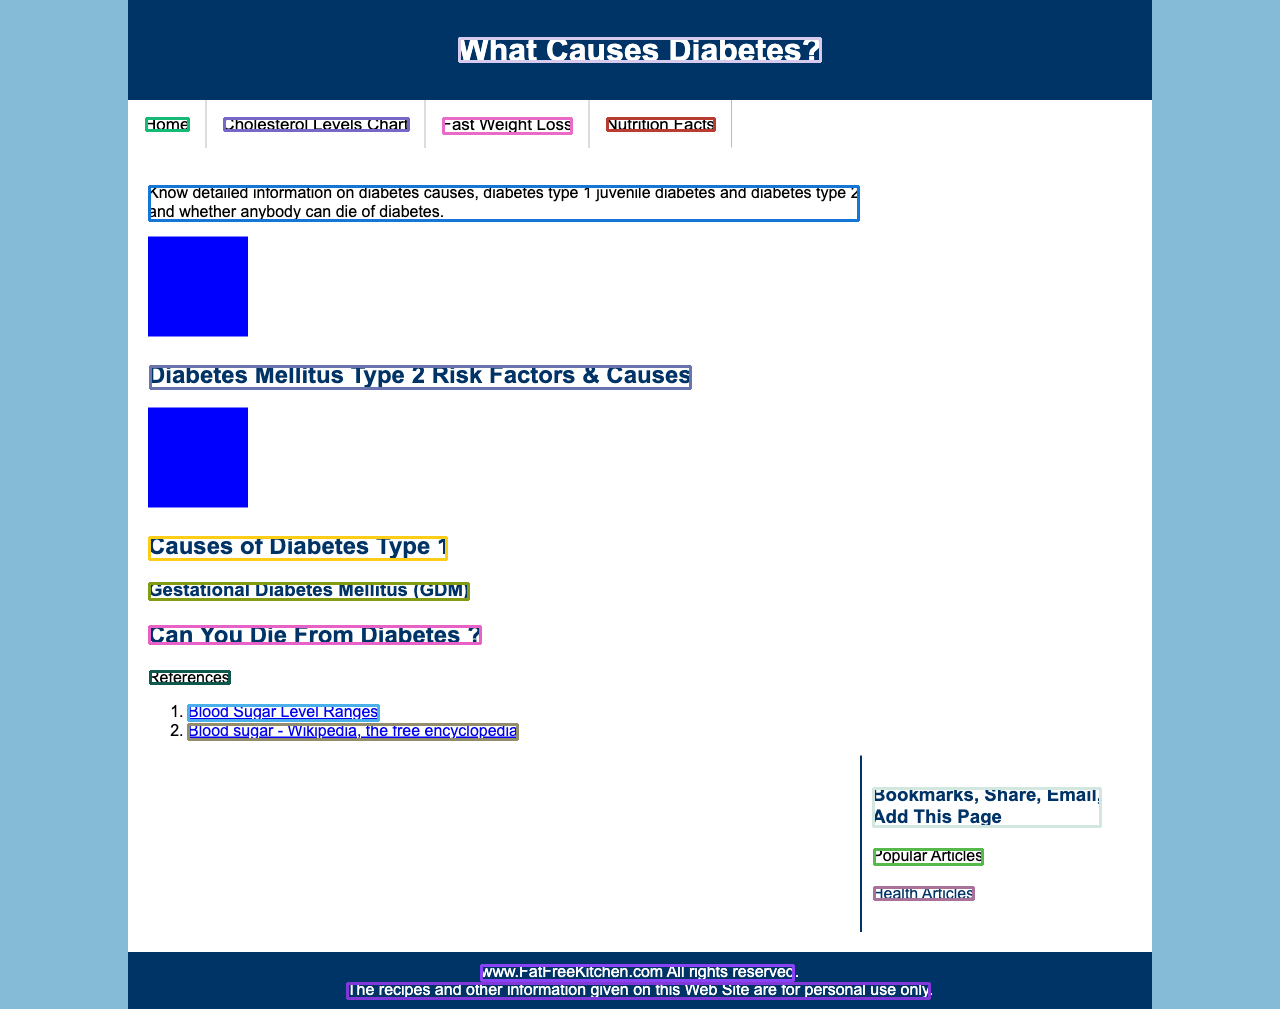 What Causes Diabetes?
Home
Cholesterol Levels Chart
Fast Weight Loss
Nutrition Facts
Know detailed information on diabetes causes, diabetes type 1 juvenile diabetes and diabetes type 2
and whether anybody can die of diabetes.
Diabetes Mellitus Type 2 Risk Factors & Causes
Causes of Diabetes Type 1
Gestational Diabetes Mellitus (GDM)
Can You Die From Diabetes ?
References
1. Blood Sugar Level Ranges
2. Blood sugar - Wikipedia, the free encyclopedia
Bookmarks, Share, Email,
Add This Page
Popular Articles
Health Articles
www.FatFreeKitchen.com All rights reserved.
The recipes and other information given on this Web Site are for personal use only.